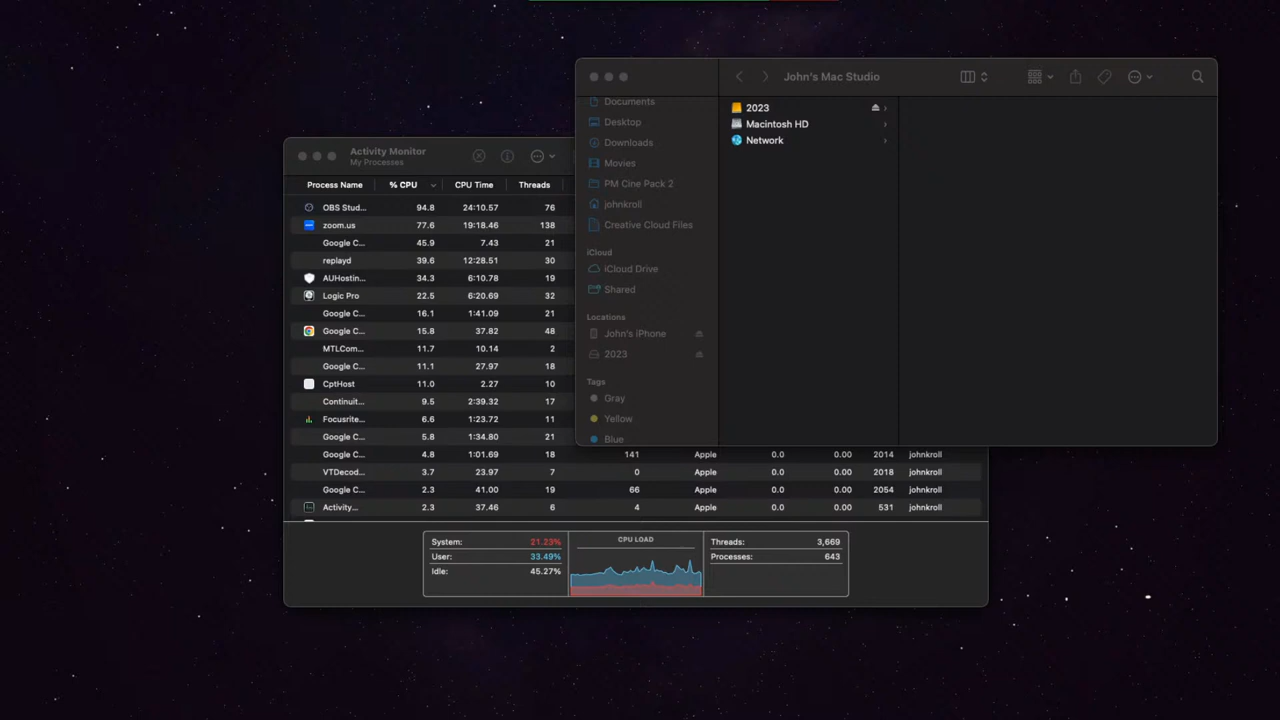 John's Mac Studio
Documents
Desktop
Downloads
Movies
PM Cine Pack 2
johnkroll
Creative Cloud Files
iCloud
iCloud Drive
Shared
Locations
John's iPhone
2023
Tags
Gray
Yellow
Blue
2023
Macintosh HD
Network
Activity Monitor
My Processes
Process Name % CPU CPU Time Threads
OBS Stud... 94.8 24:10.57 76
zoom.us 77.6 19:18.46 138
Google C... 45.9 7.43 21
replayd 39.6 12:28.51 30
AUHostin... 34.3 6:10.78 19
Logic Pro 22.5 6:20.69 32
Google C... 16.1 1:41.09 21
Google C... 15.8 37.82 48
MTLCom... 11.7 10.14 2
Google C... 11.1 27.97 18
CptHost 11.0 2.27 10
Continuit... 9.5 2:39.32 17
Focusrite... 6.6 1:23.72 11
Google C... 5.8 1:34.80 21
Google C... 4.8 1:01.69 18 141 Apple 0.0 0.00 2014 johnkroll
VTDecod... 3.7 23.97 7 0 Apple 0.0 0.00 2018 johnkroll
Google C... 2.3 41.00 19 66 Apple 0.0 0.00 2054 johnkroll
Activity... 2.3 37.46 6 4 Apple 0.0 0.00 531 johnkroll
System: 21.23%
User: 33.49%
Idle: 45.27%
CPU LOAD
Threads: 3,669
Processes: 643